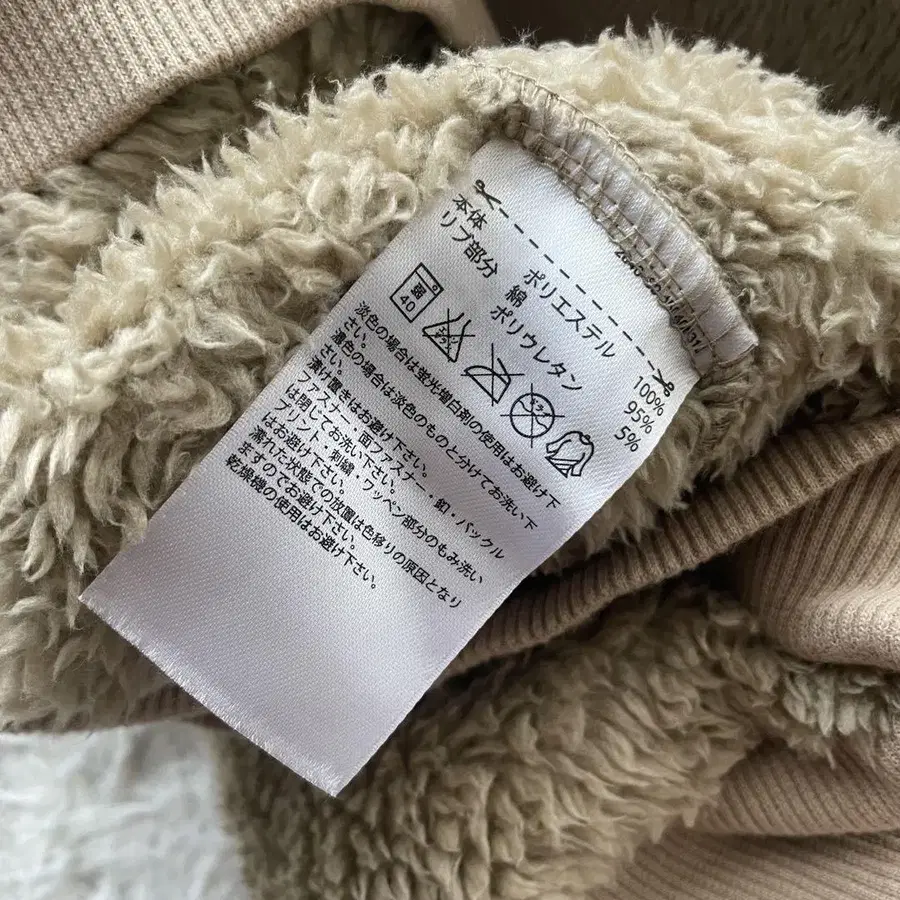 本体 ポリエステル 100%
リブ部分 綿 95%
ポリウレタン 5%
弱
40
エンソ
ドライ
淡色の場合は蛍光増白剤の使用はお避け下
さい。
濃色の場合は淡色のものと分けてお洗い下
さい。
漬け置きはお避け下さい。
ファスナー・面ファスナー・釦・バックル
は閉じてお洗い下さい。
プリント・刺繍・ワッペン部分のもみ洗い
はお避け下さい。
濡れた状態での放置は色移りの原因となり
ますのでお避け下さい。
乾燥機の使用はお避け下さい。